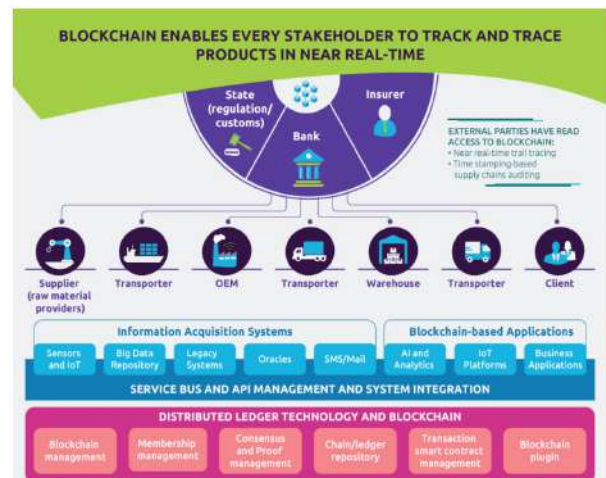 BLOCKCHAIN ENABLES EVERY STAKEHOLDER TO TRACK AND TRACE
PRODUCTS IN NEAR REAL-TIME
State
(regulation/
customs)
Bank
Insurer
EXTERNAL PARTIES HAVE READ
ACCESS TO BLOCKCHAIN:
• Near real-time trail tracing
• Time stamping-based
supply chains auditing
Supplier
(raw material
providers)
Transporter
OEM
Transporter
Warehouse
Transporter
Client
Information Acquisition Systems
Blockchain-based Applications
Sensors
and IoT
Big Data
Repository
Legacy
Systems
Oracles
SMS/Mail
AI and
Analytics
IoT
Platforms
Business
Applications
SERVICE BUS AND API MANAGEMENT AND SYSTEM INTEGRATION
DISTRIBUTED LEDGER TECHNOLOGY AND BLOCKCHAIN
Blockchain
management
Membership
management
Consensus
and Proof
management
Chain/ledger
repository
Transaction
smart contract
management
Blockchain
plugin